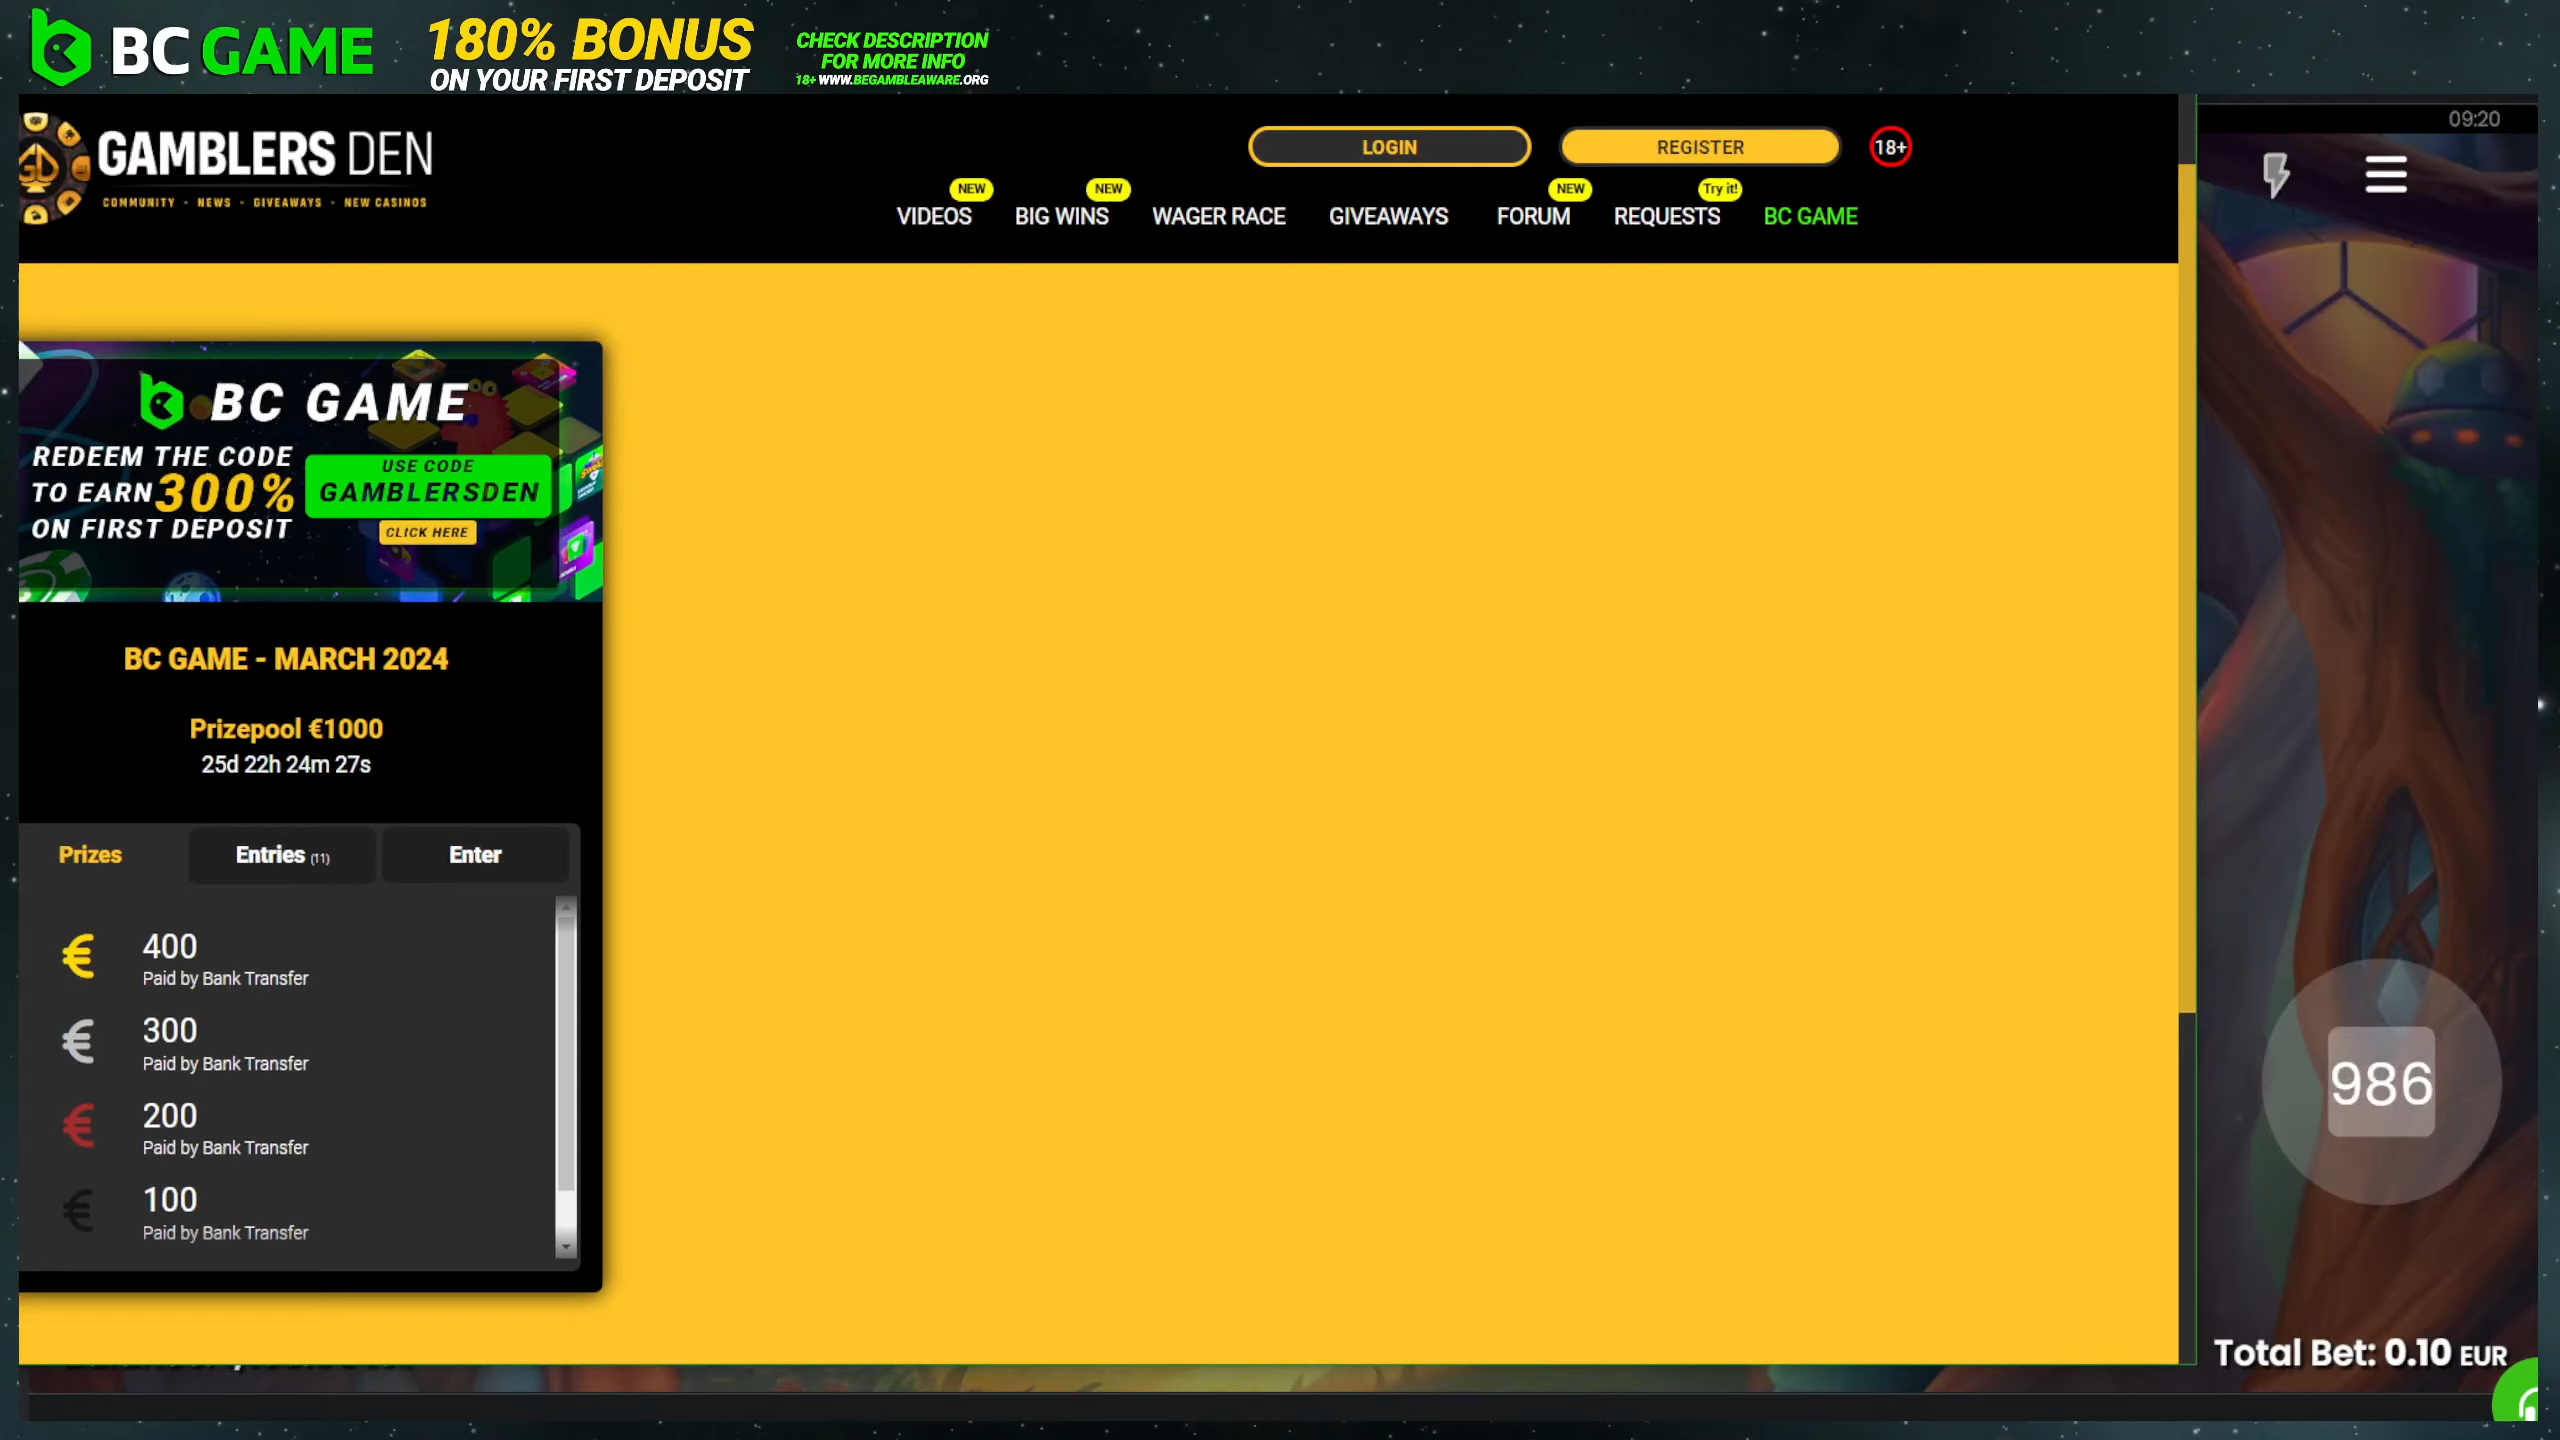 BC GAME
180% BONUS
ON YOUR FIRST DEPOSIT
CHECK DESCRIPTION
FOR MORE INFO
18+ WWW.BEGAMBLEAWARE.ORG
GD
GAMBLERS DEN
COMMUNITY - NEWS - GIVEAWAYS - NEW CASINOS
LOGIN
REGISTER
18+
09:20
NEW
NEW
NEW
Try it!
VIDEOS
BIG WINS
WAGER RACE
GIVEAWAYS
FORUM
REQUESTS
BC GAME
BC GAME
REDEEM THE CODE
TO EARN 300%
ON FIRST DEPOSIT
USE CODE
GAMBLERSDEN
CLICK HERE
BC GAME - MARCH 2024
Prizepool €1000
25d 22h 24m 27s
Prizes
Entries (11)
Enter
€ 400
Paid by Bank Transfer
€ 300
Paid by Bank Transfer
€ 200
Paid by Bank Transfer
€ 100
Paid by Bank Transfer
986
Total Bet: 0.10 EUR